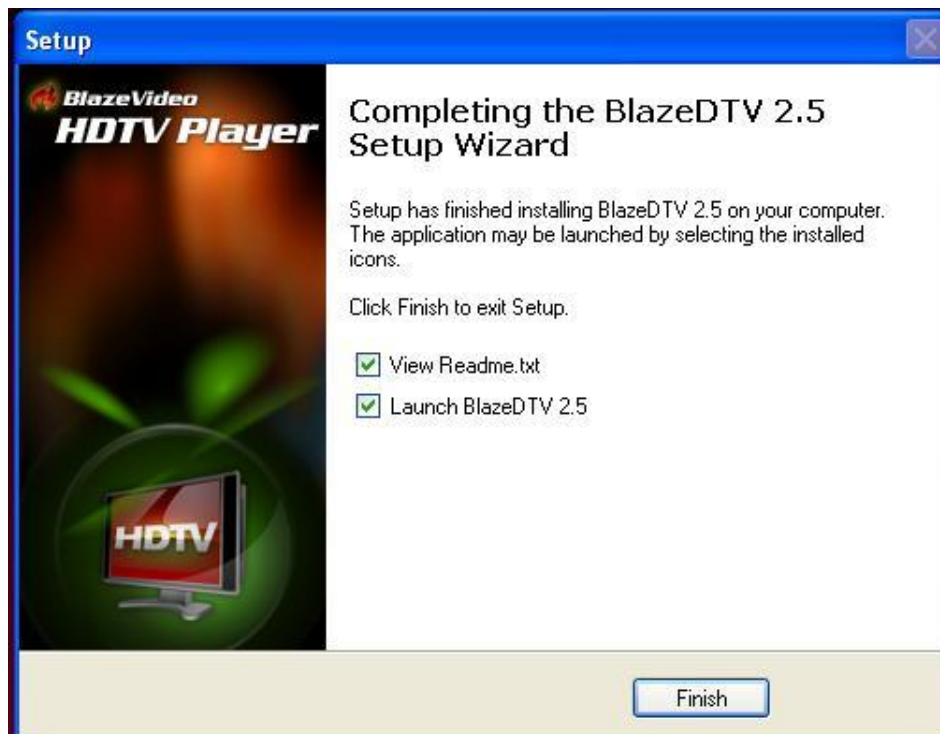 Setup
BlazeVideo
HDTV Player
Completing the BlazeDTV 2.5
Setup Wizard
Setup has finished installing BlazeDTV 2.5 on your computer.
The application may be launched by selecting the installed
icons.
Click Finish to exit Setup.
View Readme.txt
Launch BlazeDTV 2.5
HDTV
Finish